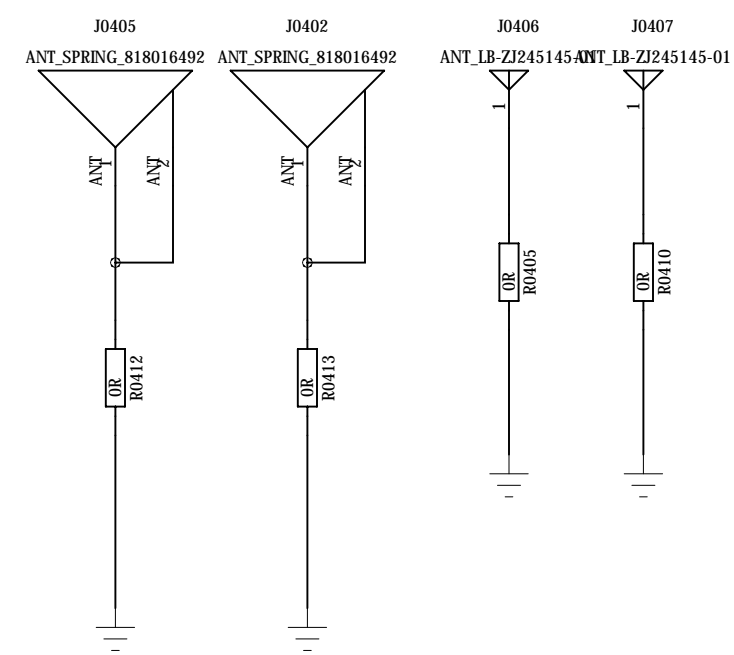 J0405
J0402
J0406
J0407
ANT_SPRING_818016492
ANT_SPRING_818016492
ANT_LB-ZJ245145-01
ANT_LB-ZJ245145-01
1
1
ANT 1
ANT 2
ANT 1
ANT 2
0R
R0405
0R
R0410
0R
R0412
0R
R0413